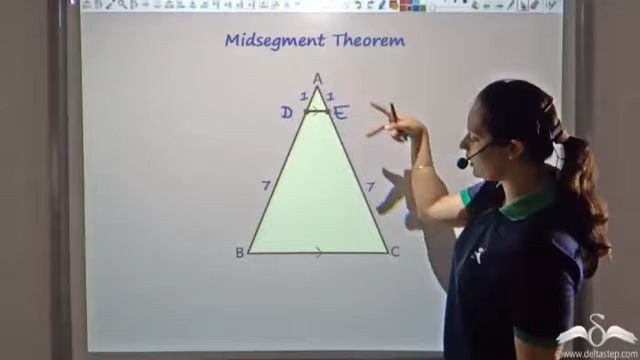 Midsegment Theorem
A
1 1
D E
7 7
B C
www.deltastep.com